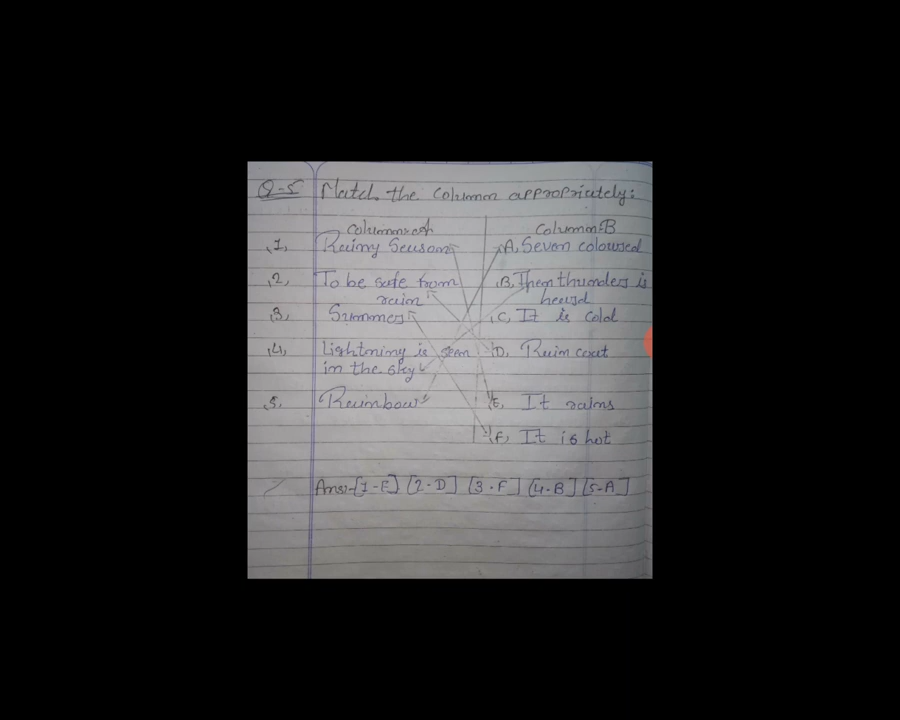 Q-5 Match the column appropriately:
column-A column-B
1, Rainy Season A, Seven coloured
2, To be safe from B, Then thunders is
rain heard
3, Summer C, It is cold
4, Lightning is seen D, Rain coat
in the sky
5, Rainbow E, It rains
F, It is hot
Ans:-[1-E] [2-D] [3-F] [4-B] [5-A]